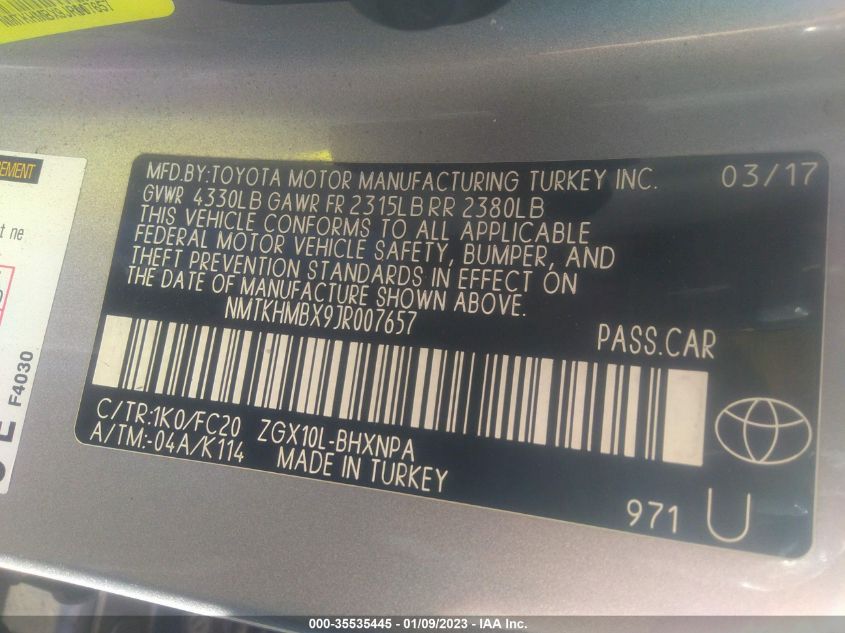 NMTKHMBX9JR007657
EMENT
t ne
F4030
MFD.BY:TOYOTA MOTOR MANUFACTURING TURKEY INC. 03/17
GVWR 4330LB GAWR FR 2315LB RR 2380LB
THIS VEHICLE CONFORMS TO ALL APPLICABLE
FEDERAL MOTOR VEHICLE SAFETY, BUMPER, AND
THEFT PREVENTION STANDARDS IN EFFECT ON
THE DATE OF MANUFACTURE SHOWN ABOVE.
NMTKHMBX9JR007657
PASS.CAR
C/TR:1K0/FC20 ZGX10L-BHXNPA
A/TM:-04A/K114 MADE IN TURKEY
971 U
000-35535445 - 01/09/2023 - IAA Inc.